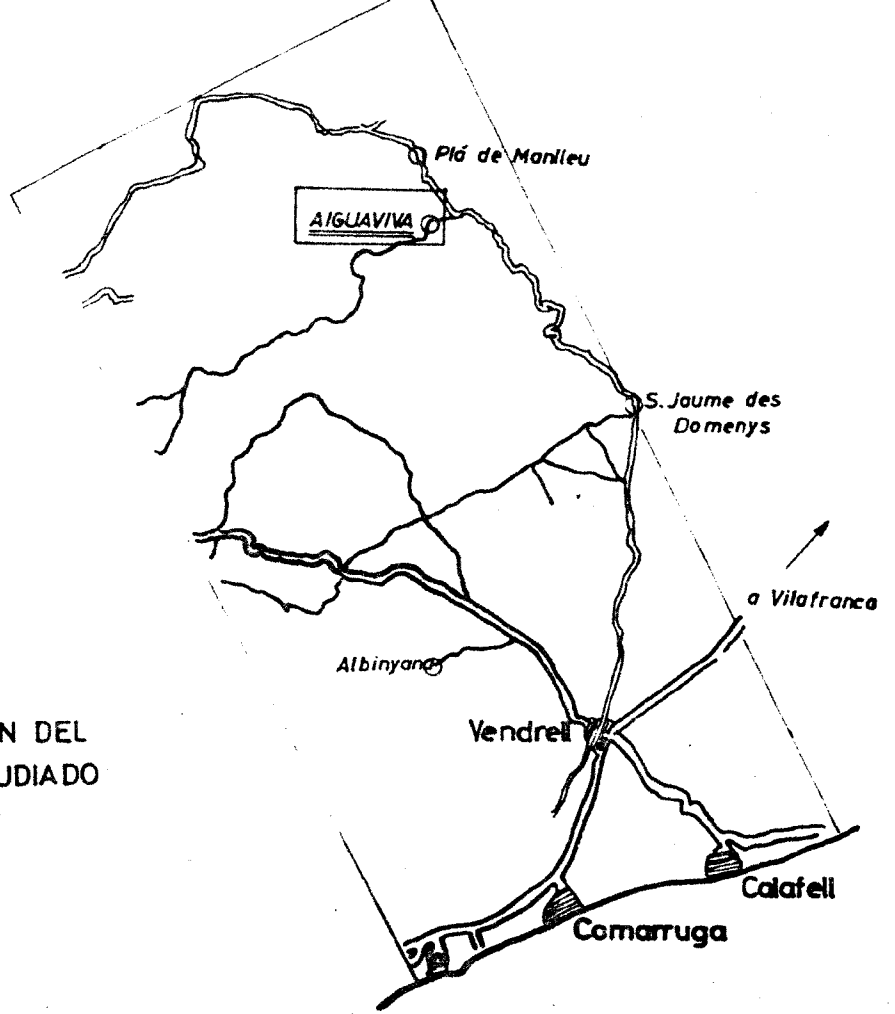 Plá de Manlleu
AIGUAVIVA
S. Jaume des
Domenys
a Vilafranca
Albinyana
Vendrell
N DEL
UDIADO
Calafell
Comarruga